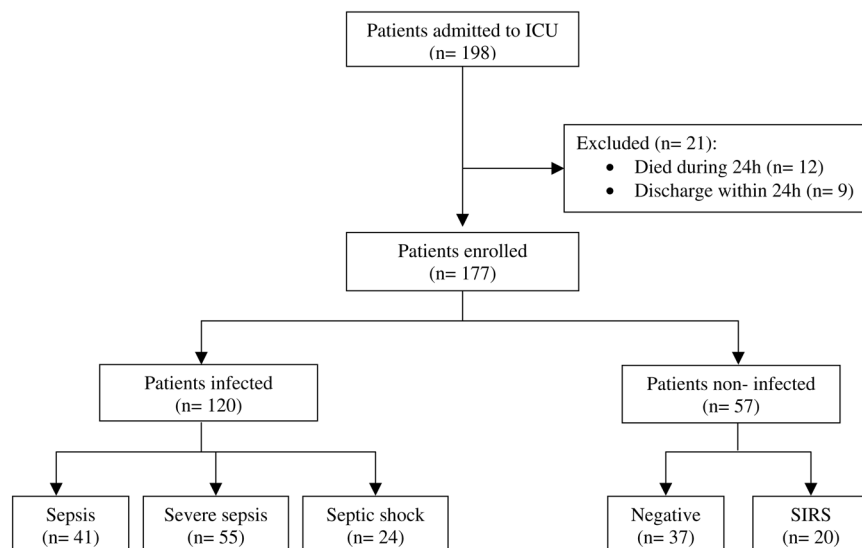 Patients admitted to ICU
(n= 198)
Excluded (n= 21):
• Died during 24h (n= 12)
• Discharge within 24h (n= 9)
Patients enrolled
(n= 177)
Patients infected
(n= 120)
Patients non- infected
(n= 57)
Sepsis
(n= 41)
Severe sepsis
(n= 55)
Septic shock
(n= 24)
Negative
(n= 37)
SIRS
(n= 20)